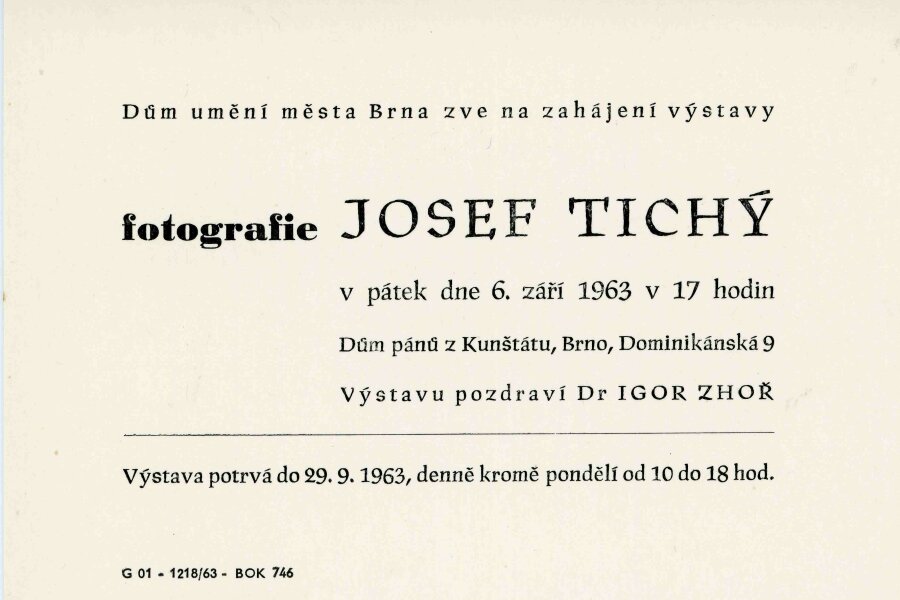 Dům umění města Brna zve na zahájení výstavy
fotografie JOSEF TICHÝ
v pátek dne 6. září 1963 v 17 hodin
Dům pánů z Kunštátu, Brno, Dominikánská 9
Výstavu pozdraví Dr IGOR ZHOŘ
Výstava potrvá do 29. 9. 1963, denně kromě pondělí od 10 do 18 hod.
G 01 - 1218/63 - BOK 746